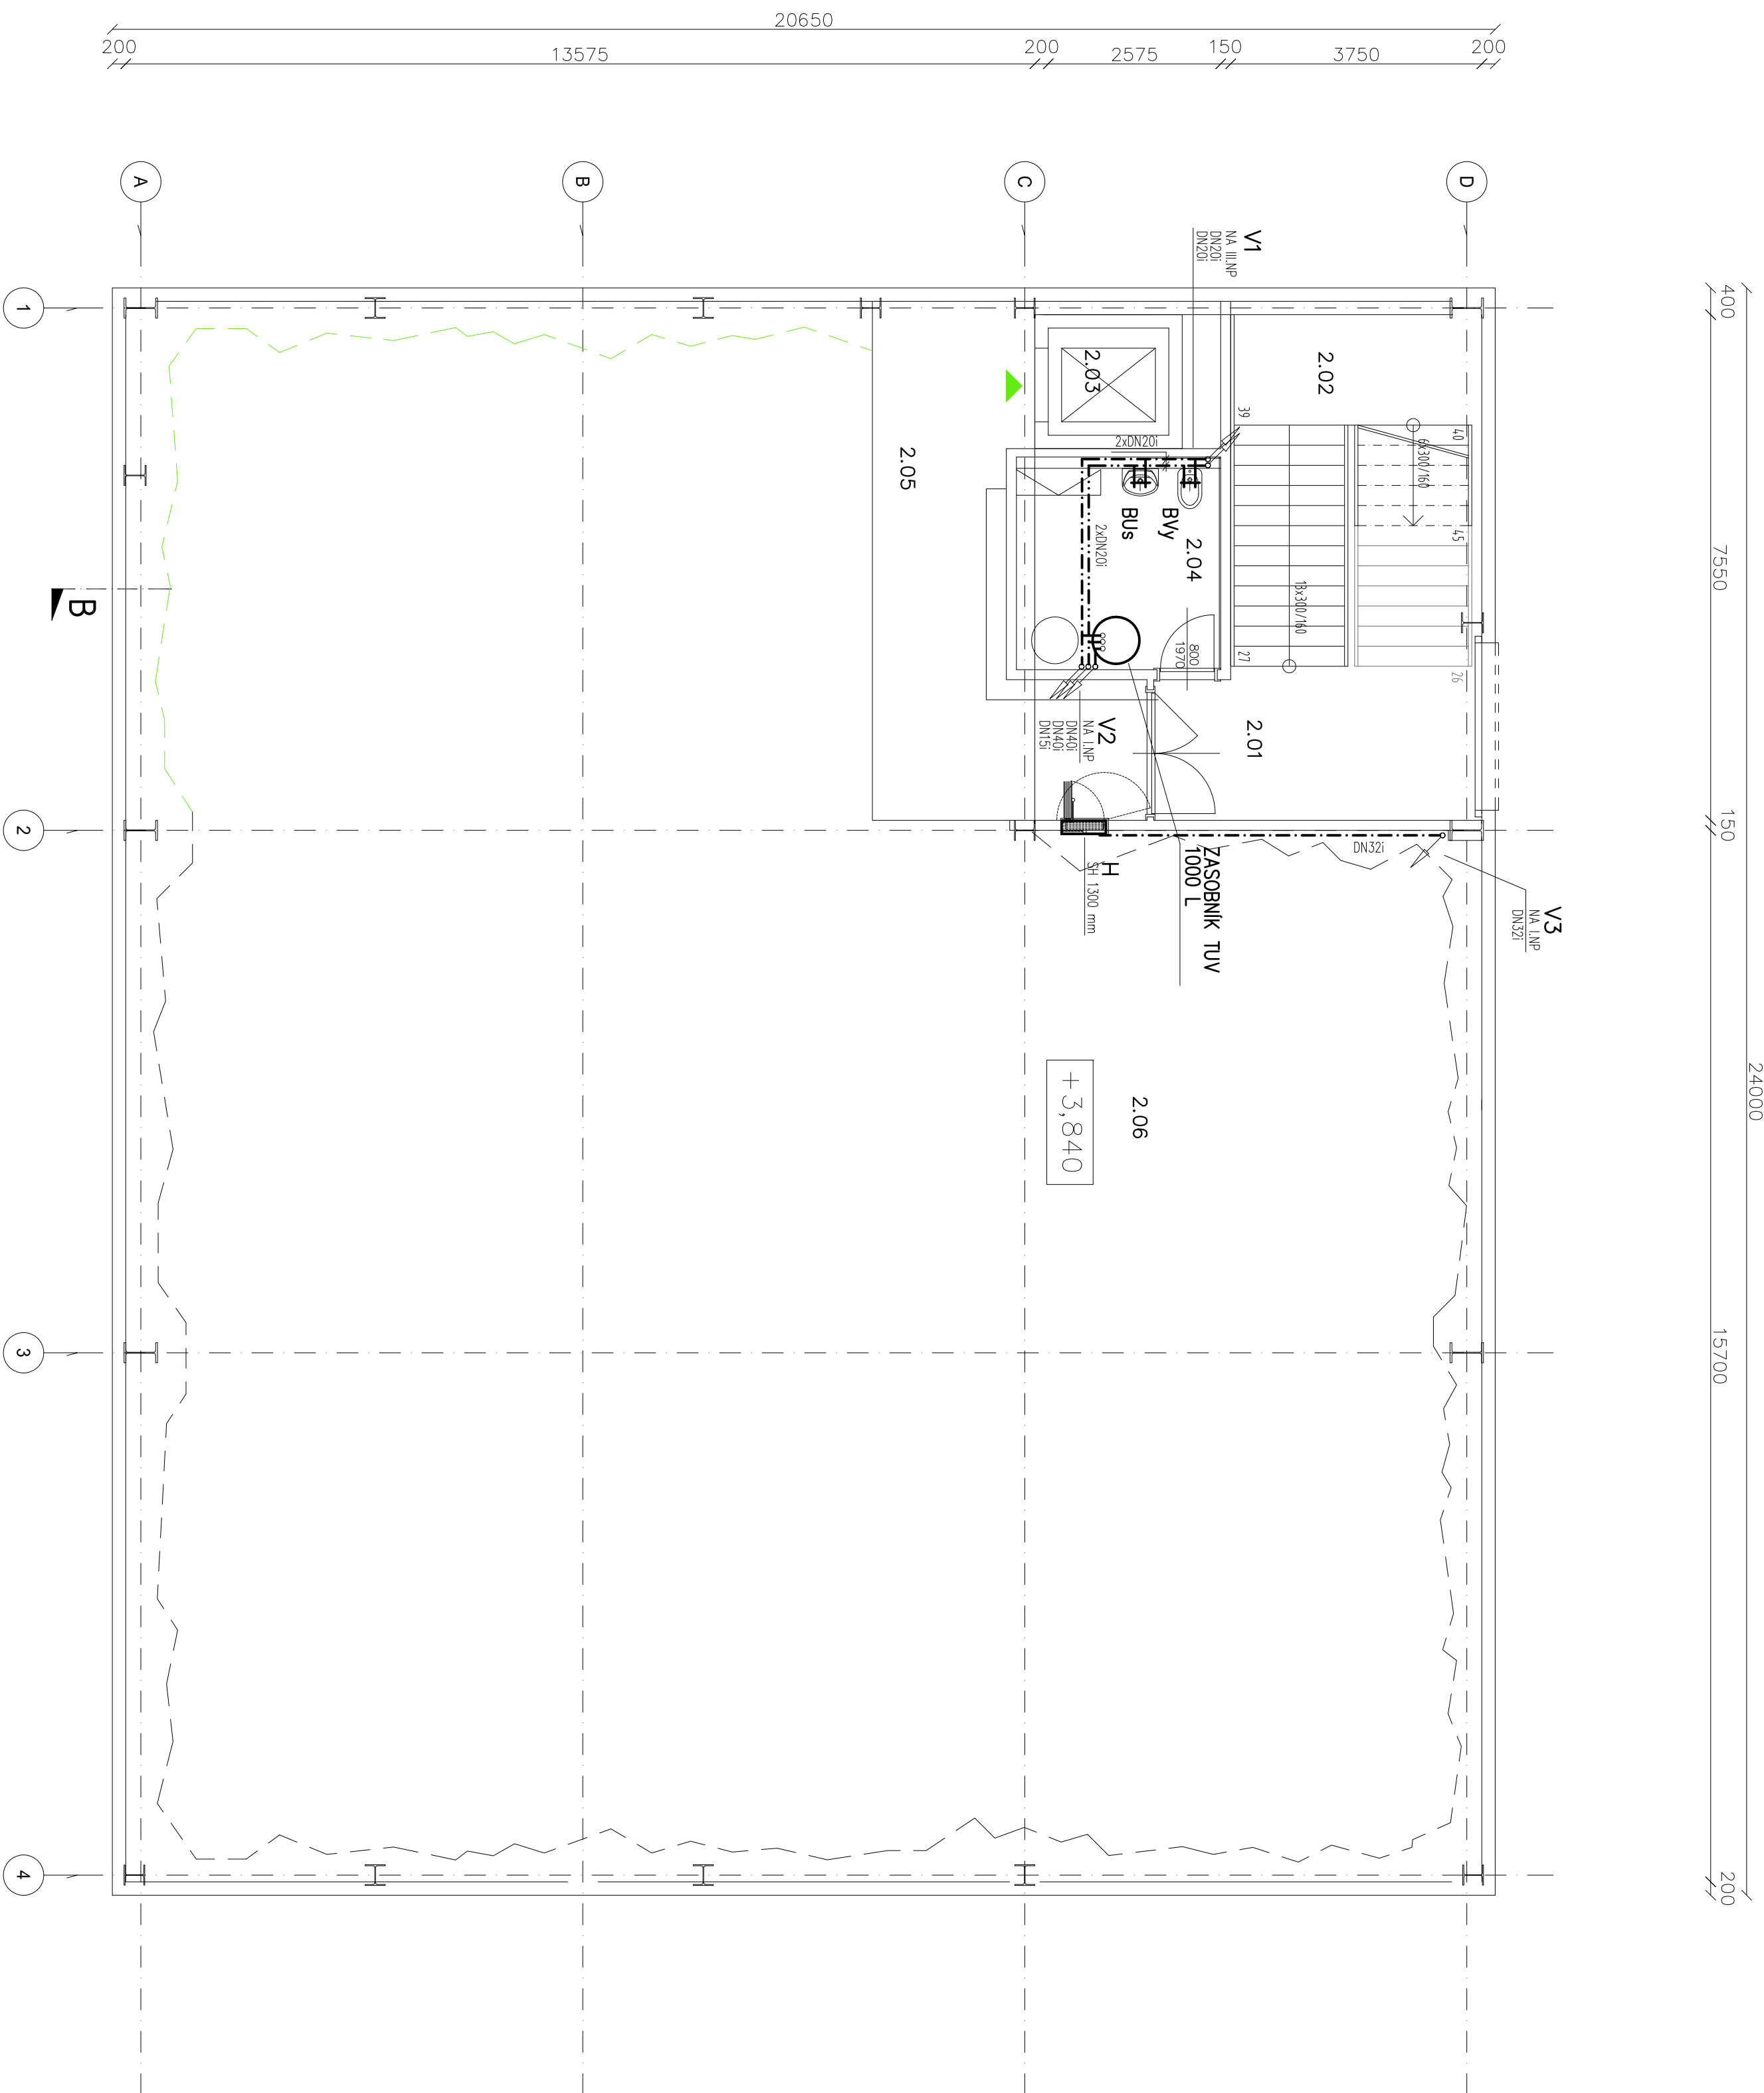 20650
200
13575
200
2575
150
3750
200
A
B
C
D
1
2
3
4
400
7550
150
15700
200
24000
V1
NA III.NP
DN20i
DN20i
2.02
2.03
39
40
6x300/160
45
2xDN20i
2.05
BUs
BVy
2.04
2xDN20i
13x300/160
27
26
800
1970
B
V2
NA I.NP
DN40i
DN40i
DN15i
2.01
DN32i
H
SH 1300 mm
ZÁSOBNÍK TUV
1000 L
V3
NA I.NP
DN32i
2.06
+3,840